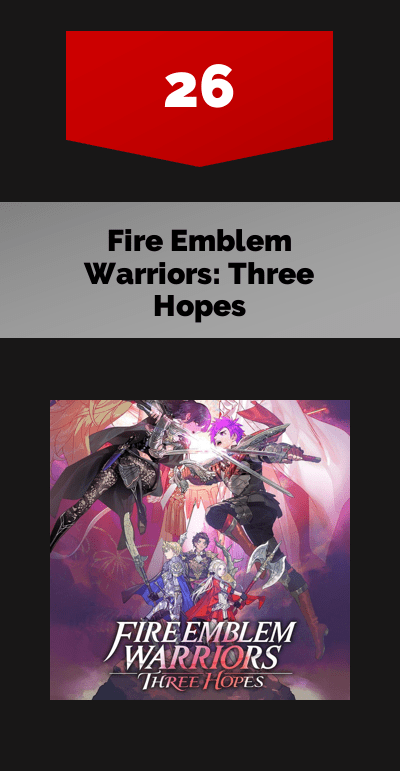 26
Fire Emblem
Warriors: Three
Hopes
FIRE EMBLEM
WARRIORS
THREE HOPES